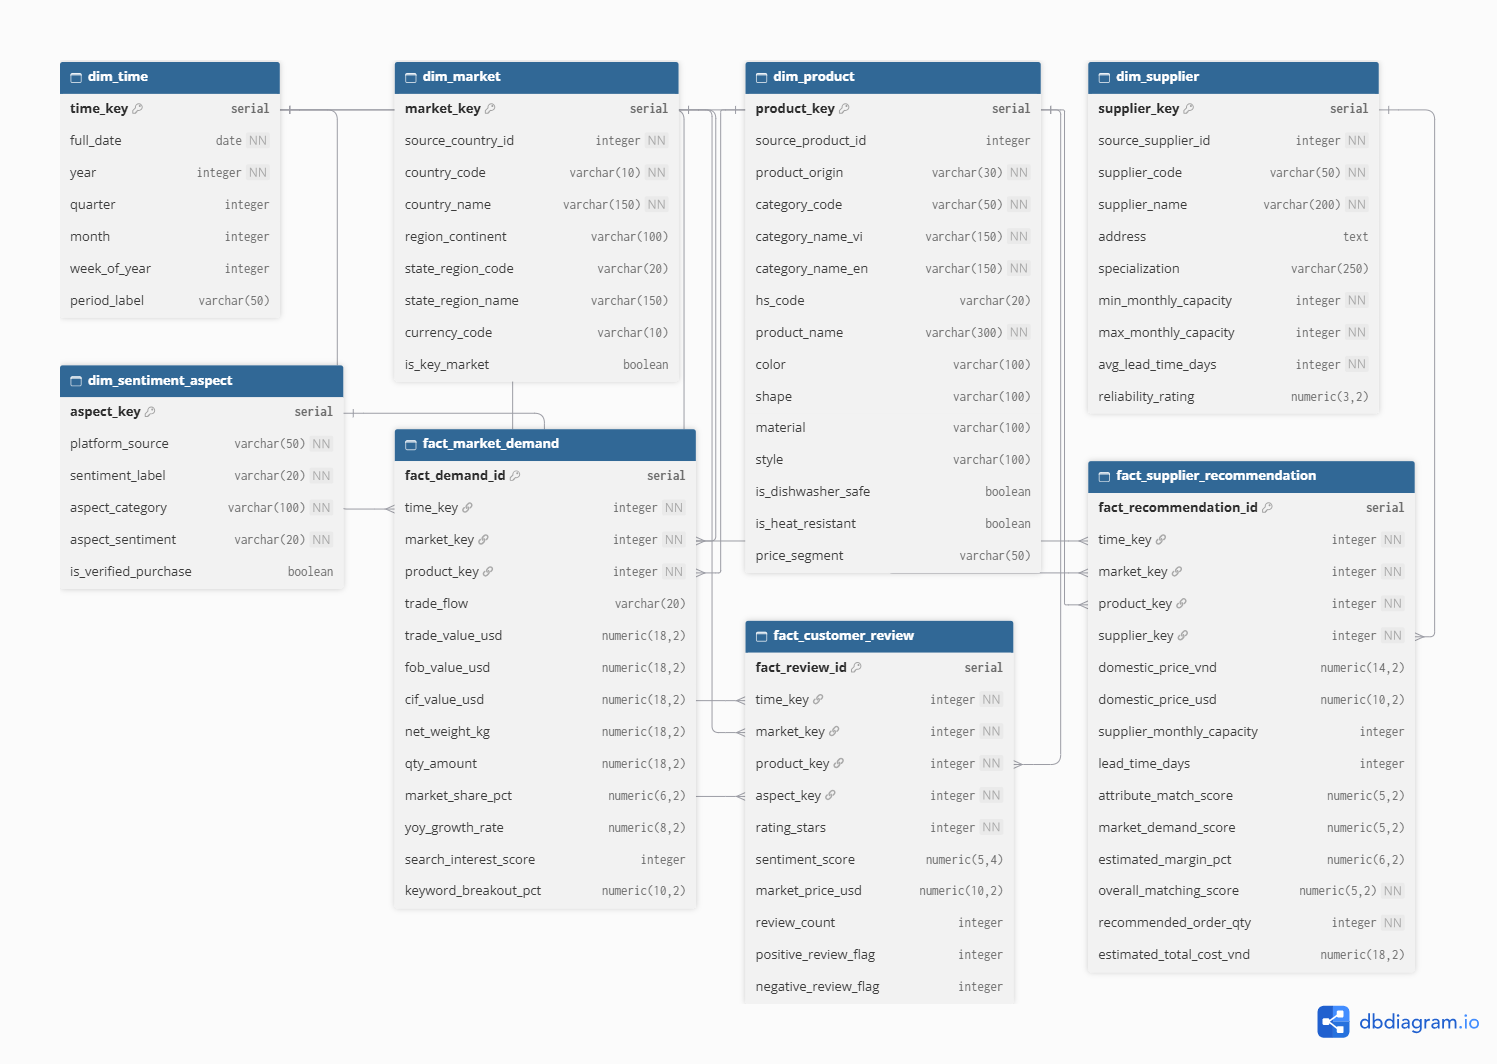 dim_time
time_key serial
full_date date NN
year integer NN
quarter integer
month integer
week_of_year integer
period_label varchar(50)
dim_market
market_key serial
source_country_id integer NN
country_code varchar(10) NN
country_name varchar(150) NN
region_continent varchar(100)
state_region_code varchar(20)
state_region_name varchar(150)
currency_code varchar(10)
is_key_market boolean
dim_product
product_key serial
source_product_id integer
product_origin varchar(30) NN
category_code varchar(50) NN
category_name_vi varchar(150) NN
category_name_en varchar(150) NN
hs_code varchar(20)
product_name varchar(300) NN
color varchar(100)
shape varchar(100)
material varchar(100)
style varchar(100)
is_dishwasher_safe boolean
is_heat_resistant boolean
price_segment varchar(50)
dim_supplier
supplier_key serial
source_supplier_id integer NN
supplier_code varchar(50) NN
supplier_name varchar(200) NN
address text
specialization varchar(250)
min_monthly_capacity integer NN
max_monthly_capacity integer NN
avg_lead_time_days integer NN
reliability_rating numeric(3,2)
dim_sentiment_aspect
aspect_key serial
platform_source varchar(50) NN
sentiment_label varchar(20) NN
aspect_category varchar(100) NN
aspect_sentiment varchar(20) NN
is_verified_purchase boolean
fact_market_demand
fact_demand_id serial
time_key integer NN
market_key integer NN
product_key integer NN
trade_flow varchar(20)
trade_value_usd numeric(18,2)
fob_value_usd numeric(18,2)
cif_value_usd numeric(18,2)
net_weight_kg numeric(18,2)
qty_amount numeric(18,2)
market_share_pct numeric(6,2)
yoy_growth_rate numeric(8,2)
search_interest_score integer
keyword_breakout_pct numeric(10,2)
fact_customer_review
fact_review_id serial
time_key integer NN
market_key integer NN
product_key integer NN
aspect_key integer NN
rating_stars integer NN
sentiment_score numeric(5,4)
market_price_usd numeric(10,2)
review_count integer
positive_review_flag integer
negative_review_flag integer
fact_supplier_recommendation
fact_recommendation_id serial
time_key integer NN
market_key integer NN
product_key integer NN
supplier_key integer NN
domestic_price_vnd numeric(14,2)
domestic_price_usd numeric(10,2)
supplier_monthly_capacity integer
lead_time_days integer
attribute_match_score numeric(5,2)
market_demand_score numeric(5,2)
estimated_margin_pct numeric(6,2)
overall_matching_score numeric(5,2) NN
recommended_order_qty integer NN
estimated_total_cost_vnd numeric(18,2)
dbdiagram.io